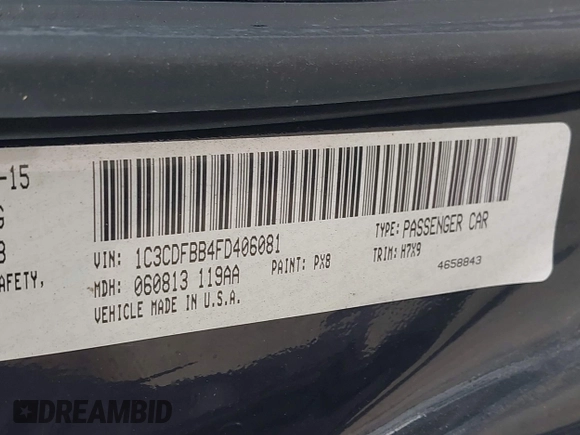 -15
G
8
AFETY,
VIN: 1C3CDFBB4FD406081
TYPE: PASSENGER CAR
MDH: 060813 119AA
PAINT: PX8
TRIM: H7X9
VEHICLE MADE IN U.S.A.
4658843
DREAMBID